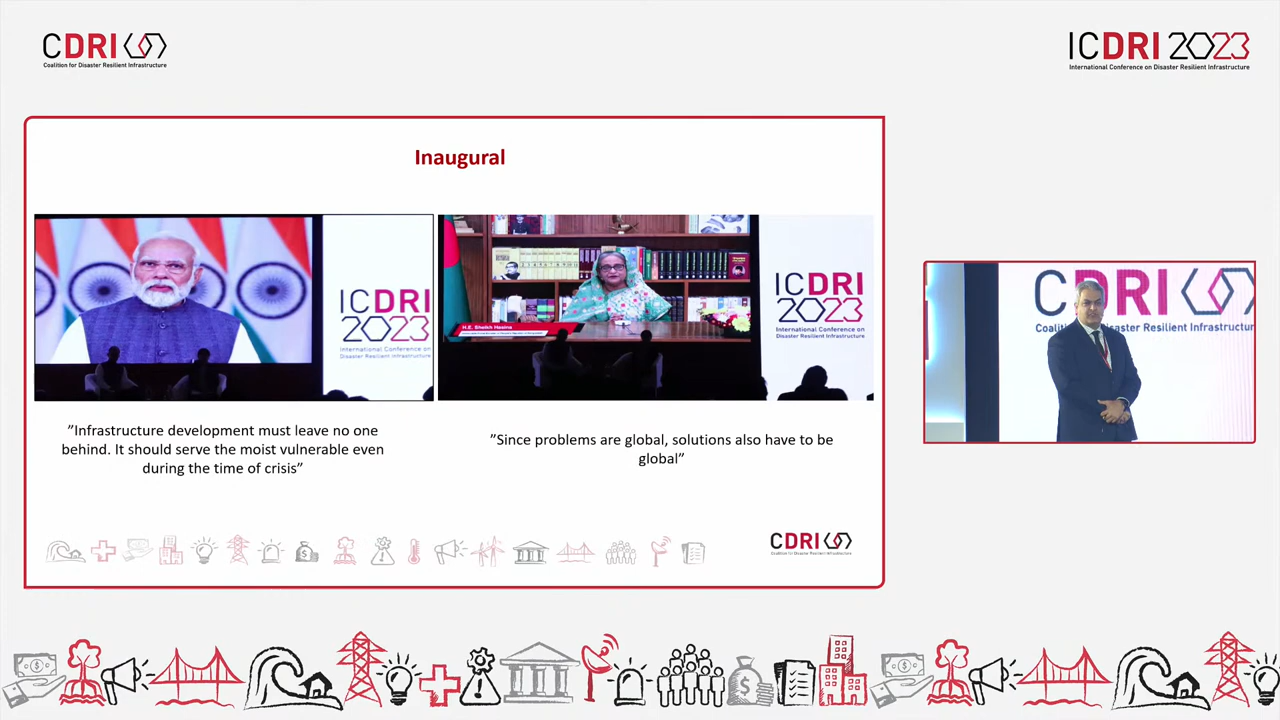 CDRI
Coalition for Disaster Resilient Infrastructure
ICDRI 2023
International Conference on Disaster Resilient Infrastructure
Inaugural
ICDRI
2023
International Conference on
Disaster Resilient Infrastructure
H.E. Sheikh Hasina
ICDRI
2023
International Conference on
Disaster Resilient Infrastructure
CDRI
Disaster Resilient Infrastructur
”Infrastructure development must leave no one
behind. It should serve the moist vulnerable even
during the time of crisis”
”Since problems are global, solutions also have to be
global”
CDRI
Coalition for Disaster Resilient Infrastructure